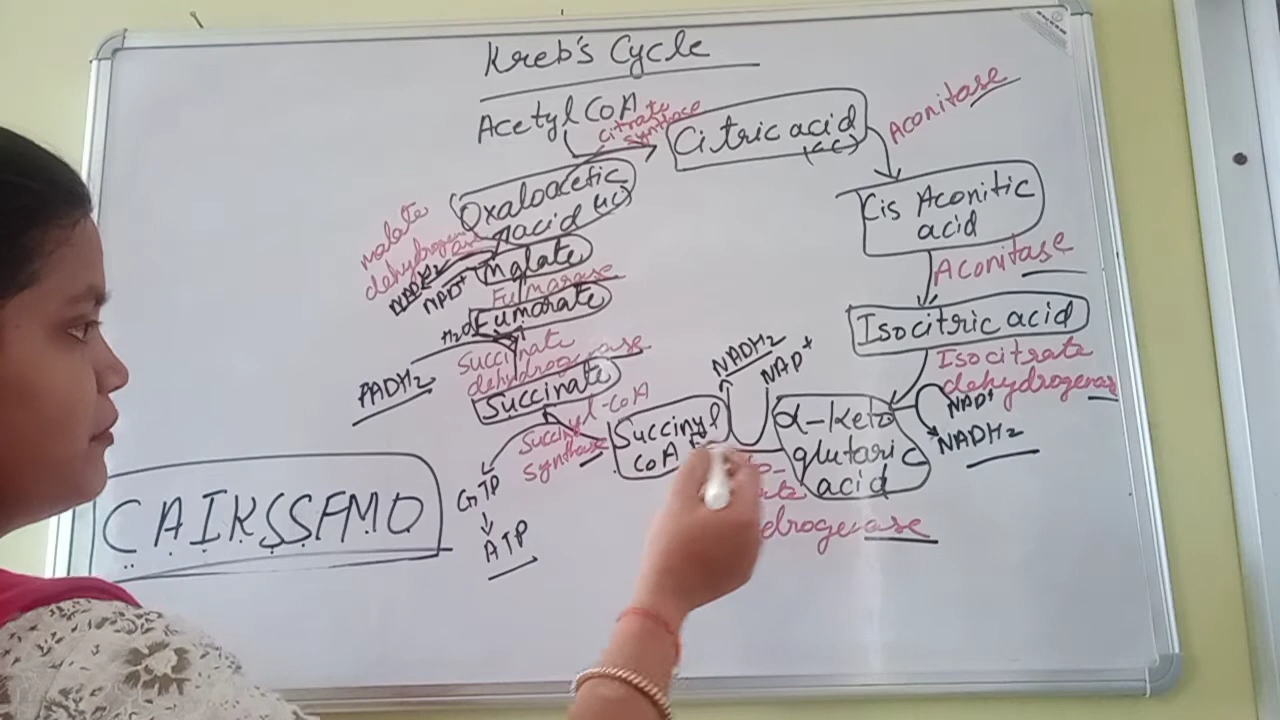 Kreb's Cycle
Acetyl CoA
citrate
synthase
Citric acid
(6C)
Aconitase
Cis Aconitic
acid
Aconitase
Isocitric acid
Isocitrate
dehydrogenase
NAD+
NADH2
α-Keto
glutaric
acid
drogenase
NAD+
NADH2
Succinyl
CoA
Succinyl-CoA
synthase
GTP
ATP
Succinate
Succinate
dehydrogenase
FADH2
Fumarate
H2O
Fumarase
Malate
malate
dehydrogenase
NAD+
NADH2
Oxaloacetic
acid (4C)
CAIKSSFMO